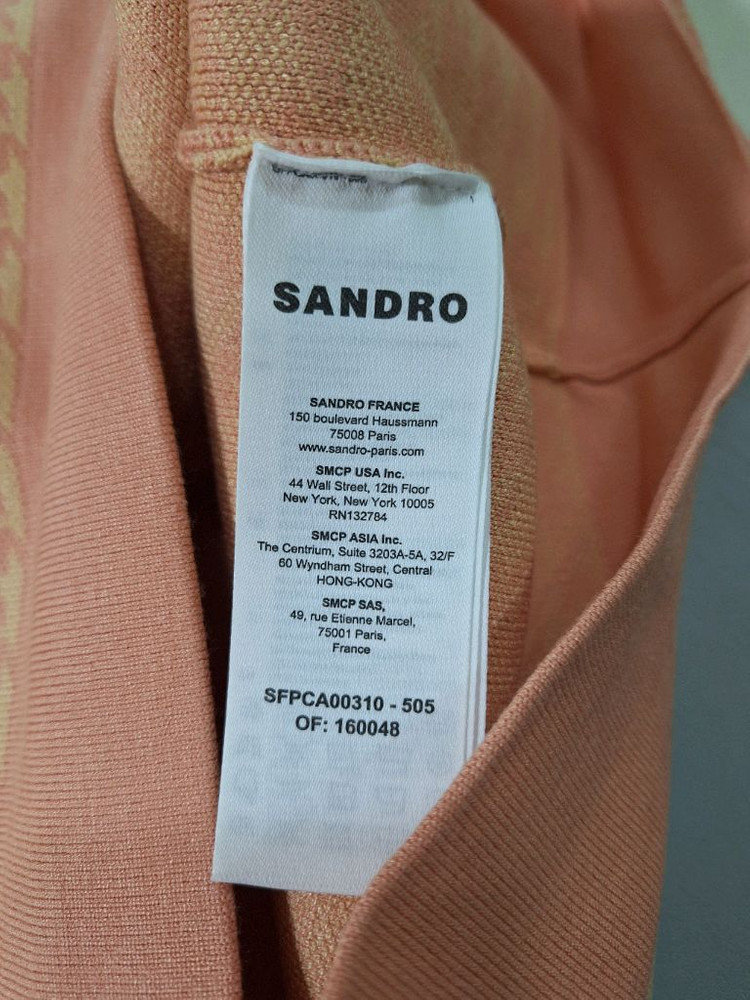 SANDRO
SANDRO FRANCE
150 boulevard Haussmann
75008 Paris
www.sandro-paris.com
SMCP USA Inc.
44 Wall Street, 12th Floor
New York, New York 10005
RN132784
SMCP ASIA Inc.
The Centrium, Suite 3203A-5A, 32/F
60 Wyndham Street, Central
HONG-KONG
SMCP SAS,
49, rue Etienne Marcel,
75001 Paris,
France
SFPCA00310 - 505
OF: 160048